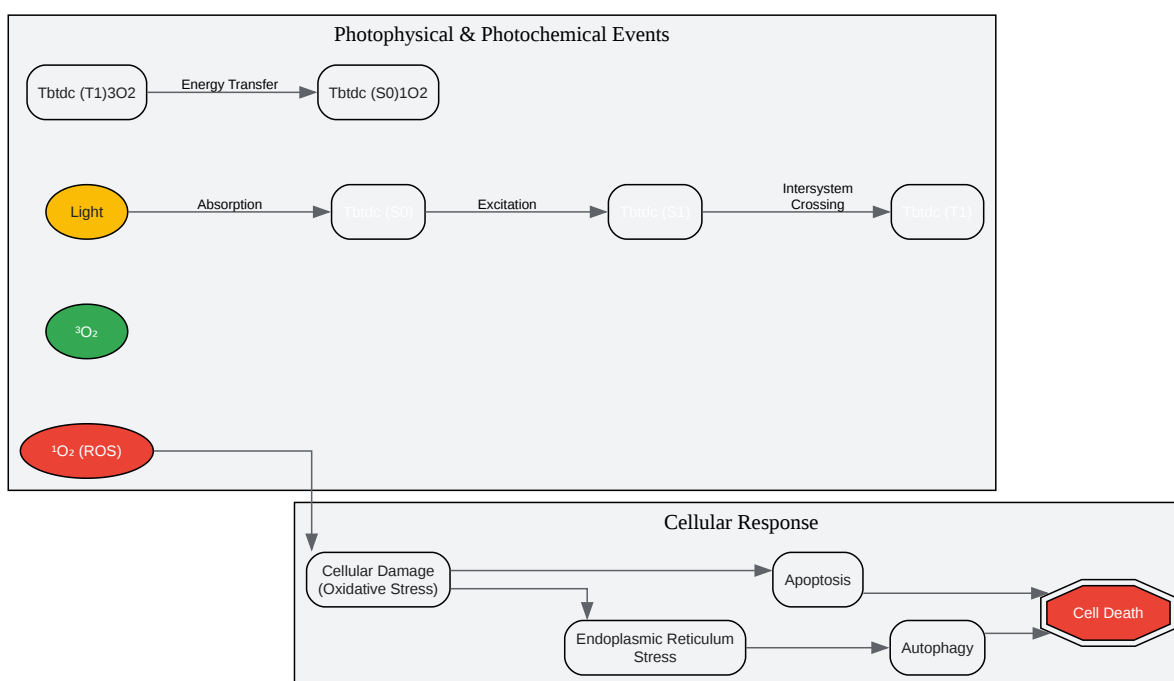 Photophysical & Photochemical Events
Tbtdc (T1)3O2
Energy Transfer
Tbtdc (S0)1O2
Light
Absorption
Tbtdc (S0)
Excitation
Tbtdc (S1)
Intersystem
Crossing
Tbtdc (T1)
³O₂
¹O₂ (ROS)
Cellular Response
Cellular Damage
(Oxidative Stress)
Apoptosis
Cell Death
Endoplasmic Reticulum
Stress
Autophagy